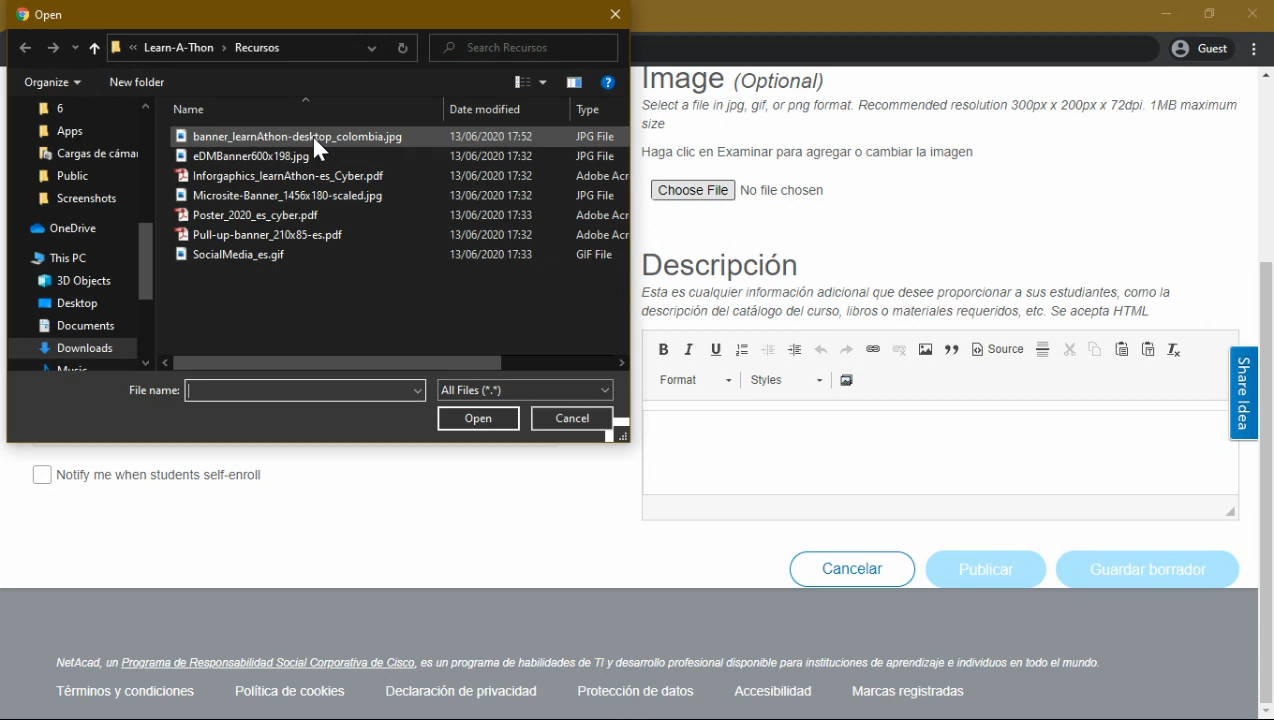 Open
Learn-A-Thon
Recursos
Search Recursos
Organize
New folder
6
Apps
Cargas de cámar
Public
Screenshots
OneDrive
This PC
3D Objects
Desktop
Documents
Downloads
Name
Date modified
Type
banner_learnAthon-desktop_colombia.jpg 13/06/2020 17:52 JPG File
eDMBanner600x198.jpg 13/06/2020 17:32 JPG File
Inforgaphics_learnAthon-es_Cyber.pdf 13/06/2020 17:32 Adobe Acr
Microsite-Banner_1456x180-scaled.jpg 13/06/2020 17:32 JPG File
Poster_2020_es_cyber.pdf 13/06/2020 17:33 Adobe Acr
Pull-up-banner_210x85-es.pdf 13/06/2020 17:32 Adobe Acr
SocialMedia_es.gif 13/06/2020 17:33 GIF File
File name:
All Files (*.*)
Open
Cancel
Guest
Image (Optional)
Select a file in jpg, gif, or png format. Recommended resolution 300px x 200px x 72dpi. 1MB maximum
size
Haga clic en Examinar para agregar o cambiar la imagen
Choose File No file chosen
Descripción
Esta es cualquier información adicional que desee proporcionar a sus estudiantes, como la
descripción del catálogo del curso, libros o materiales requeridos, etc. Se acepta HTML
B I U Source
Format Styles
Share Idea
Notify me when students self-enroll
Cancelar
Publicar
Guardar borrador
NetAcad, un Programa de Responsabilidad Social Corporativa de Cisco, es un programa de habilidades de TI y desarrollo profesional disponible para instituciones de aprendizaje e individuos en todo el mundo.
Términos y condiciones
Política de cookies
Declaración de privacidad
Protección de datos
Accesibilidad
Marcas registradas